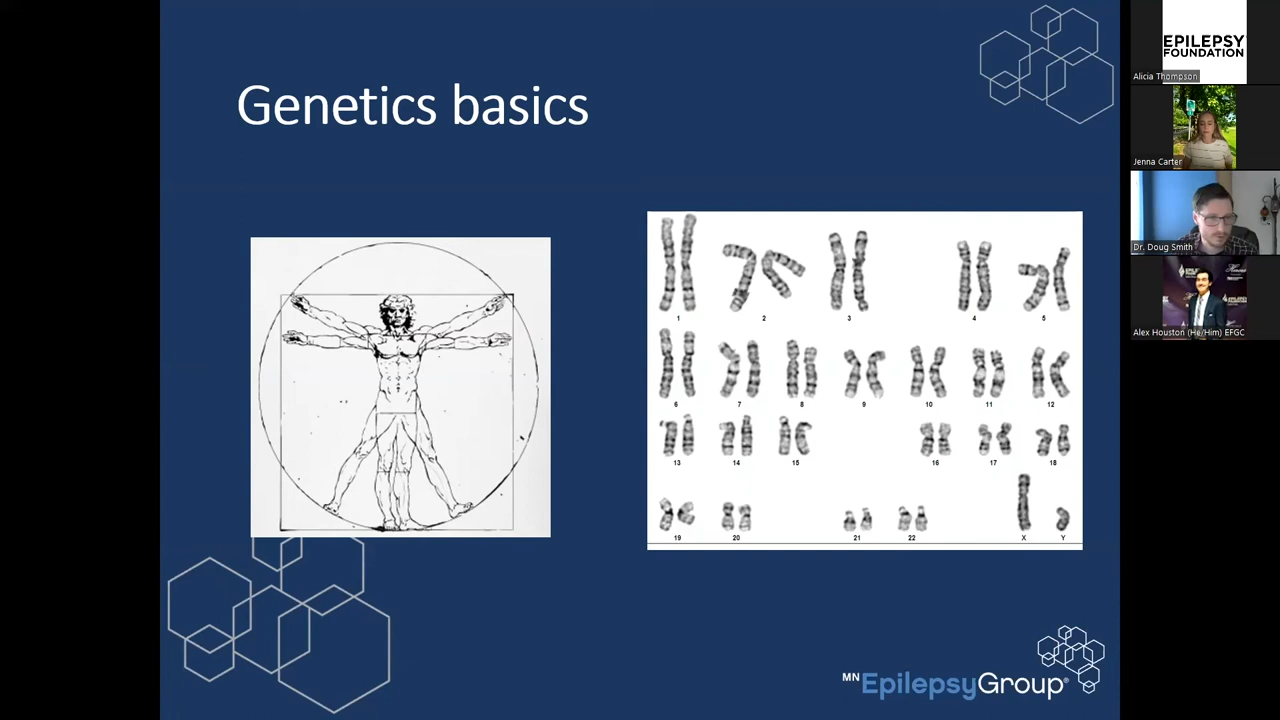 Genetics basics
1 2 3 4 5
6 7 8 9 10 11 12
13 14 15 16 17 18
19 20 21 22 X Y
MN EpilepsyGroup®
EPILEPSY
FOUNDATION
Alicia Thompson
Jenna Carter
Dr. Doug Smith
Alex Houston (He/Him) EFGC